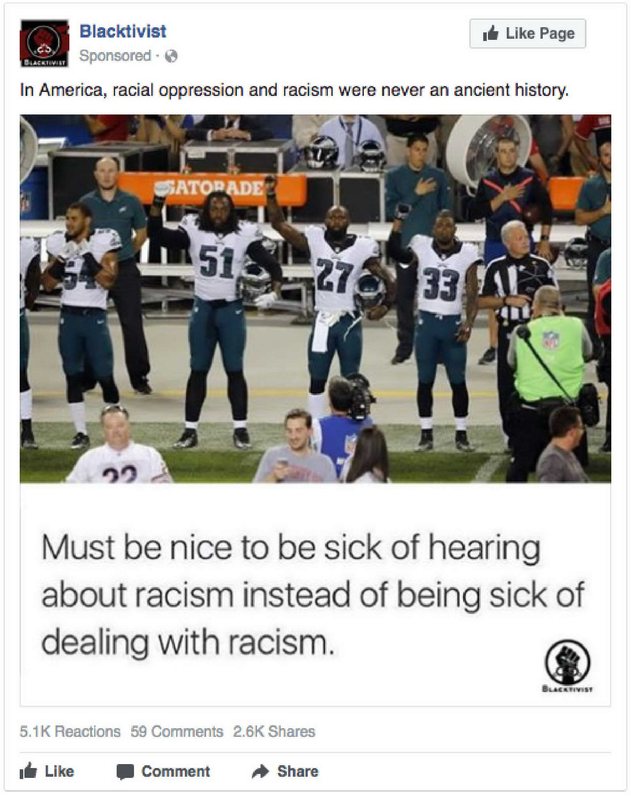 Blacktivist
Like Page
Sponsored ·
BLACKTIVIST
In America, racial oppression and racism were never an ancient history.
GATORADE
54
51
27
33
22
Must be nice to be sick of hearing
about racism instead of being sick of
dealing with racism.
BLACKTIVIST
5.1K Reactions 59 Comments 2.6K Shares
Like Comment Share